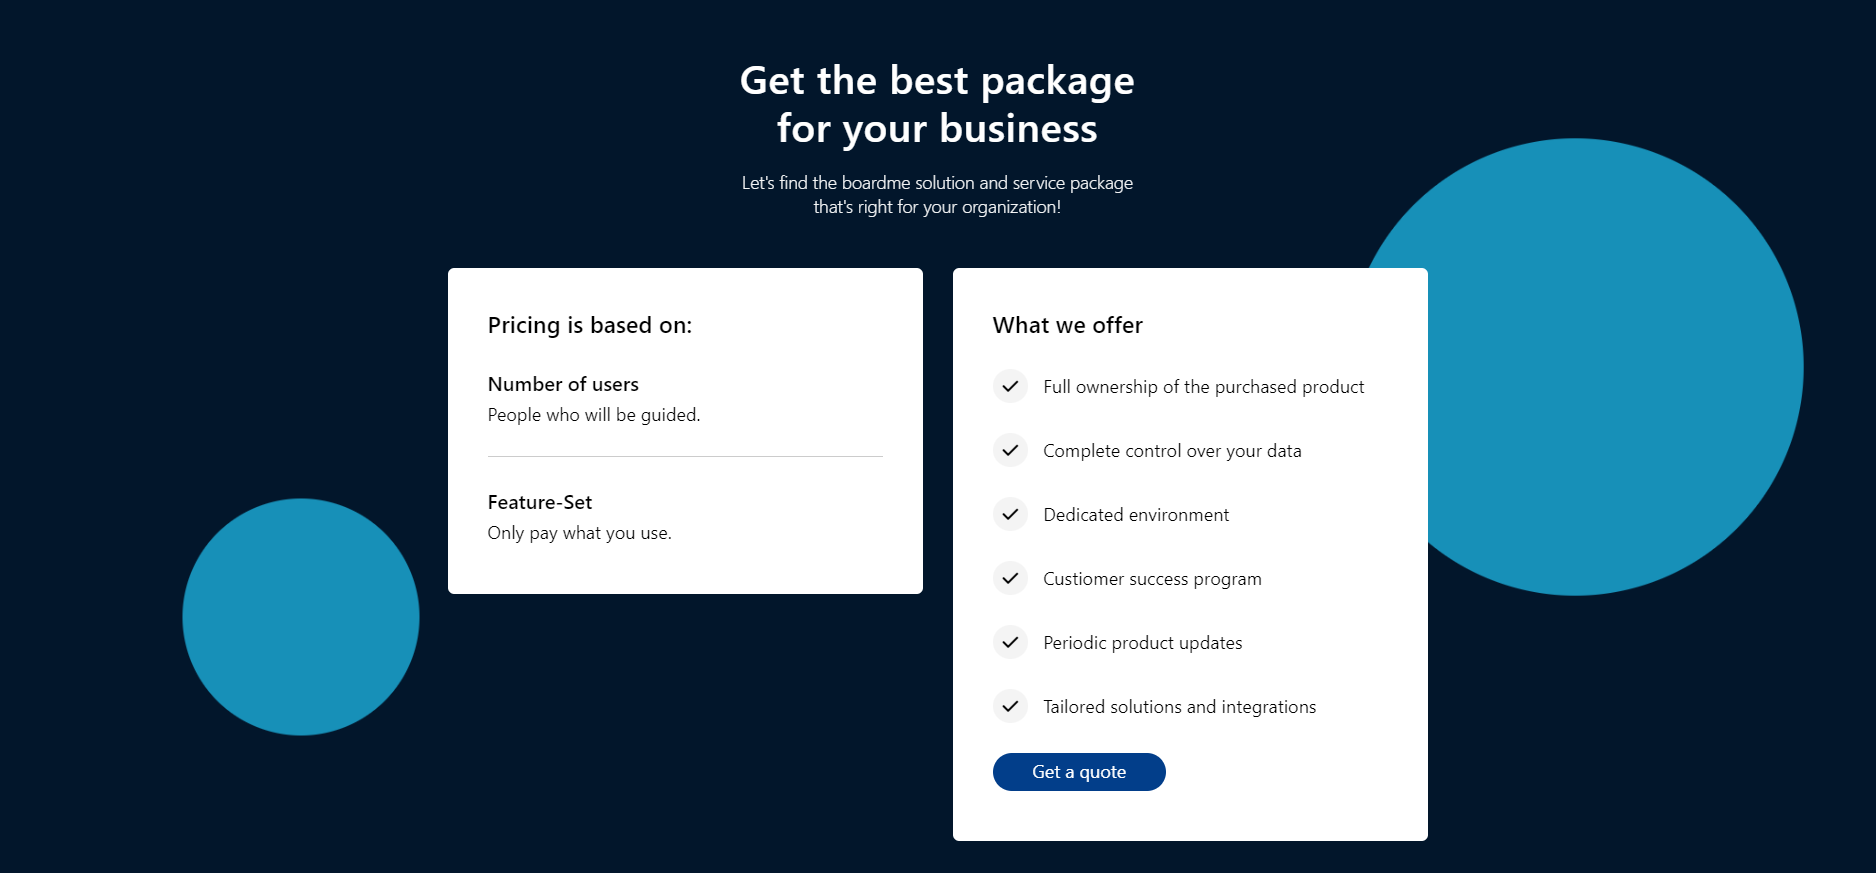 Get the best package
for your business
Let's find the boardme solution and service package
that's right for your organization!
Pricing is based on:
Number of users
People who will be guided.
Feature-Set
Only pay what you use.
What we offer
Full ownership of the purchased product
Complete control over your data
Dedicated environment
Custiomer success program
Periodic product updates
Tailored solutions and integrations
Get a quote